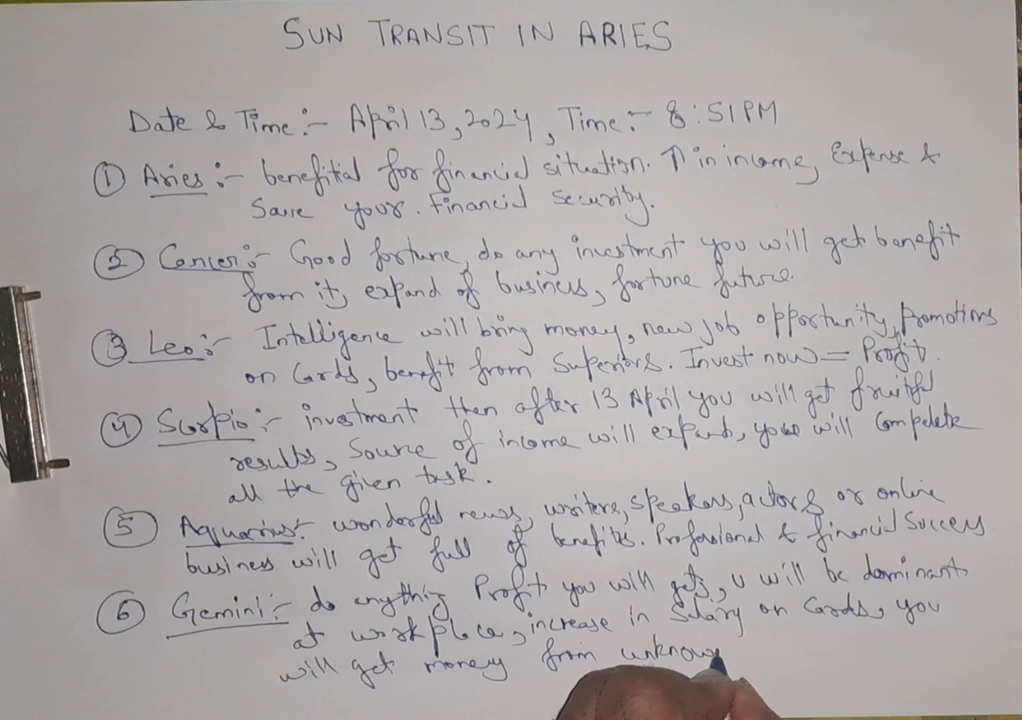 SUN TRANSIT IN ARIES
Date & Time :- April 13, 2024, Time :- 8:51PM
① Aries :- benefitial for financial situation. ↑ in income, Expense &
Save your . Financial Security.
② Cancer :- Good fortune, do any investment you will get benefit
from it, expand of business, fortune future.
③ Leo :- Intelligence will bring money, new job opportunity, promotions
on Cards, benefit from Superiors. Invest now = Profit.
④ Scorpio :- investment then after 13 April you will get fruitful
results, Source of income will expand, you will Compelete
all the given task.
⑤ Aquarius :- wonderful news, writers, speakers, actors or online
business will get full of benefits. Professional & financial Success
⑥ Gemini :- do anything Profit you will gets, u will be dominant
at work place, increase in Salary on Cards, you
will get money from unknow